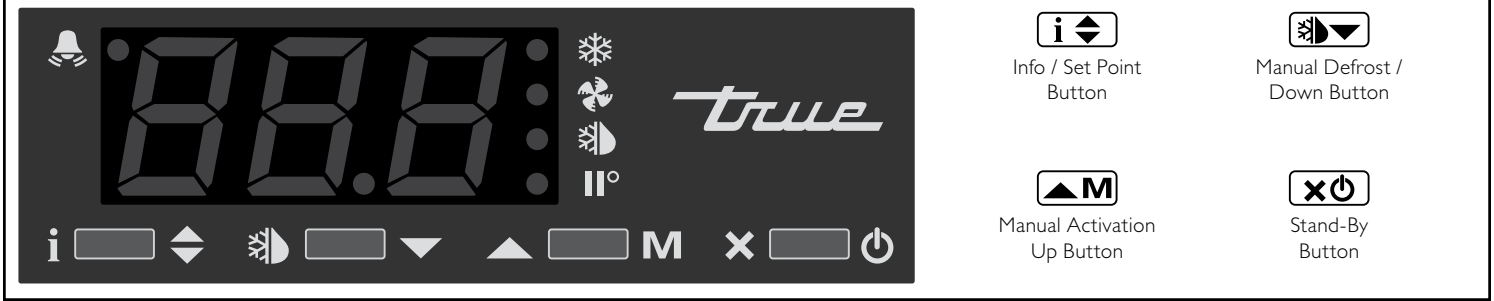 true
i
M
i
Info / Set Point
Button
Manual Defrost /
Down Button
M
Manual Activation
Up Button
Stand-By
Button